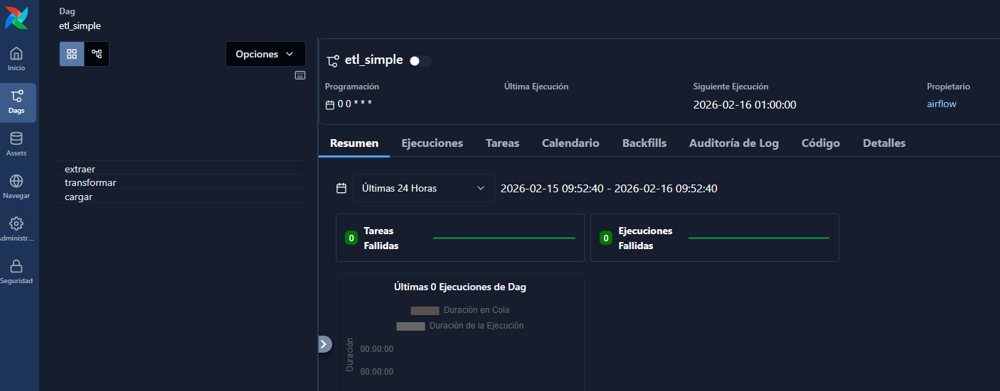 Dag
etl_simple
Opciones
Inicio
Dags
Assets
Navegar
Administr...
Seguridad
extraer
transformar
cargar
etl_simple
Programación
Última Ejecución
Siguiente Ejecución
Propietario
0 0 * * *
2026-02-16 01:00:00
airflow
Resumen
Ejecuciones
Tareas
Calendario
Backfills
Auditoría de Log
Código
Detalles
Últimas 24 Horas
2026-02-15 09:52:40 - 2026-02-16 09:52:40
0
Tareas
Fallidas
0
Ejecuciones
Fallidas
Últimas 0 Ejecuciones de Dag
Duración en Cola
Duración de la Ejecución
Duración
00:00:00
00:00:00